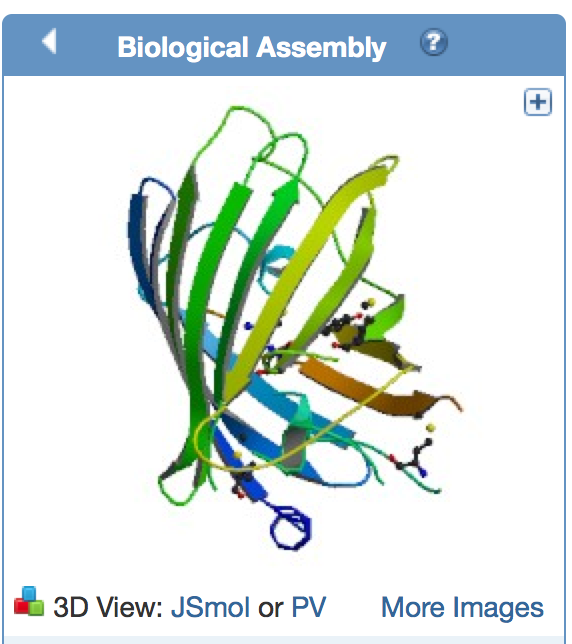 Biological Assembly ?
3D View: JSmol or PV More Images